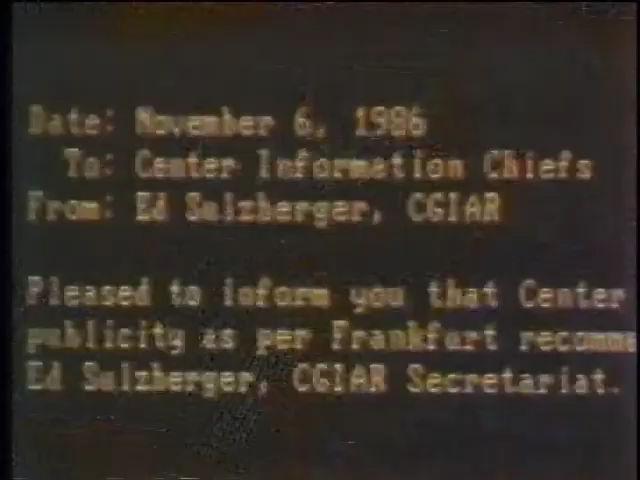 Date: November 6, 1986
To: Center Information Chiefs
From: Ed Sulzberger, CGIAR
Pleased to inform you that Center
publicity as per Frankfurt recomme
Ed Sulzberger, CGIAR Secretariat.